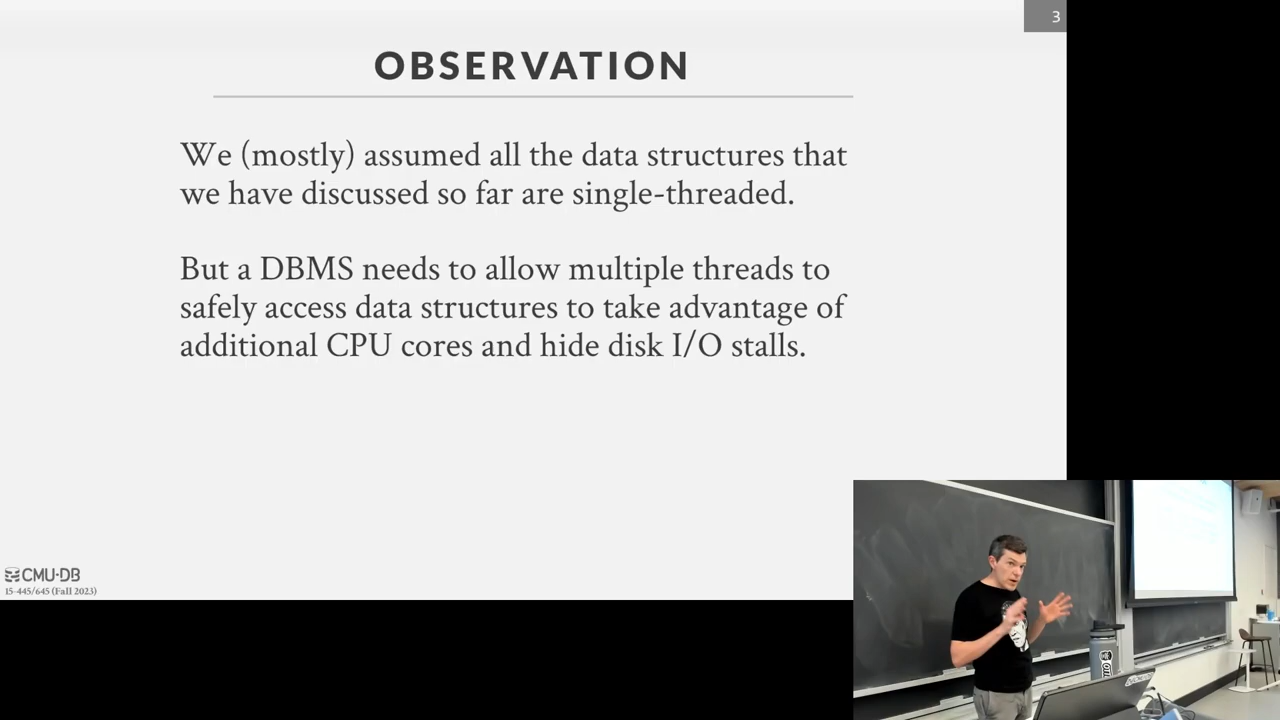 3
OBSERVATION
We (mostly) assumed all the data structures that
we have discussed so far are single-threaded.
But a DBMS needs to allow multiple threads to
safely access data structures to take advantage of
additional CPU cores and hide disk I/O stalls.
CMU·DB
15-445/645 (Fall 2023)